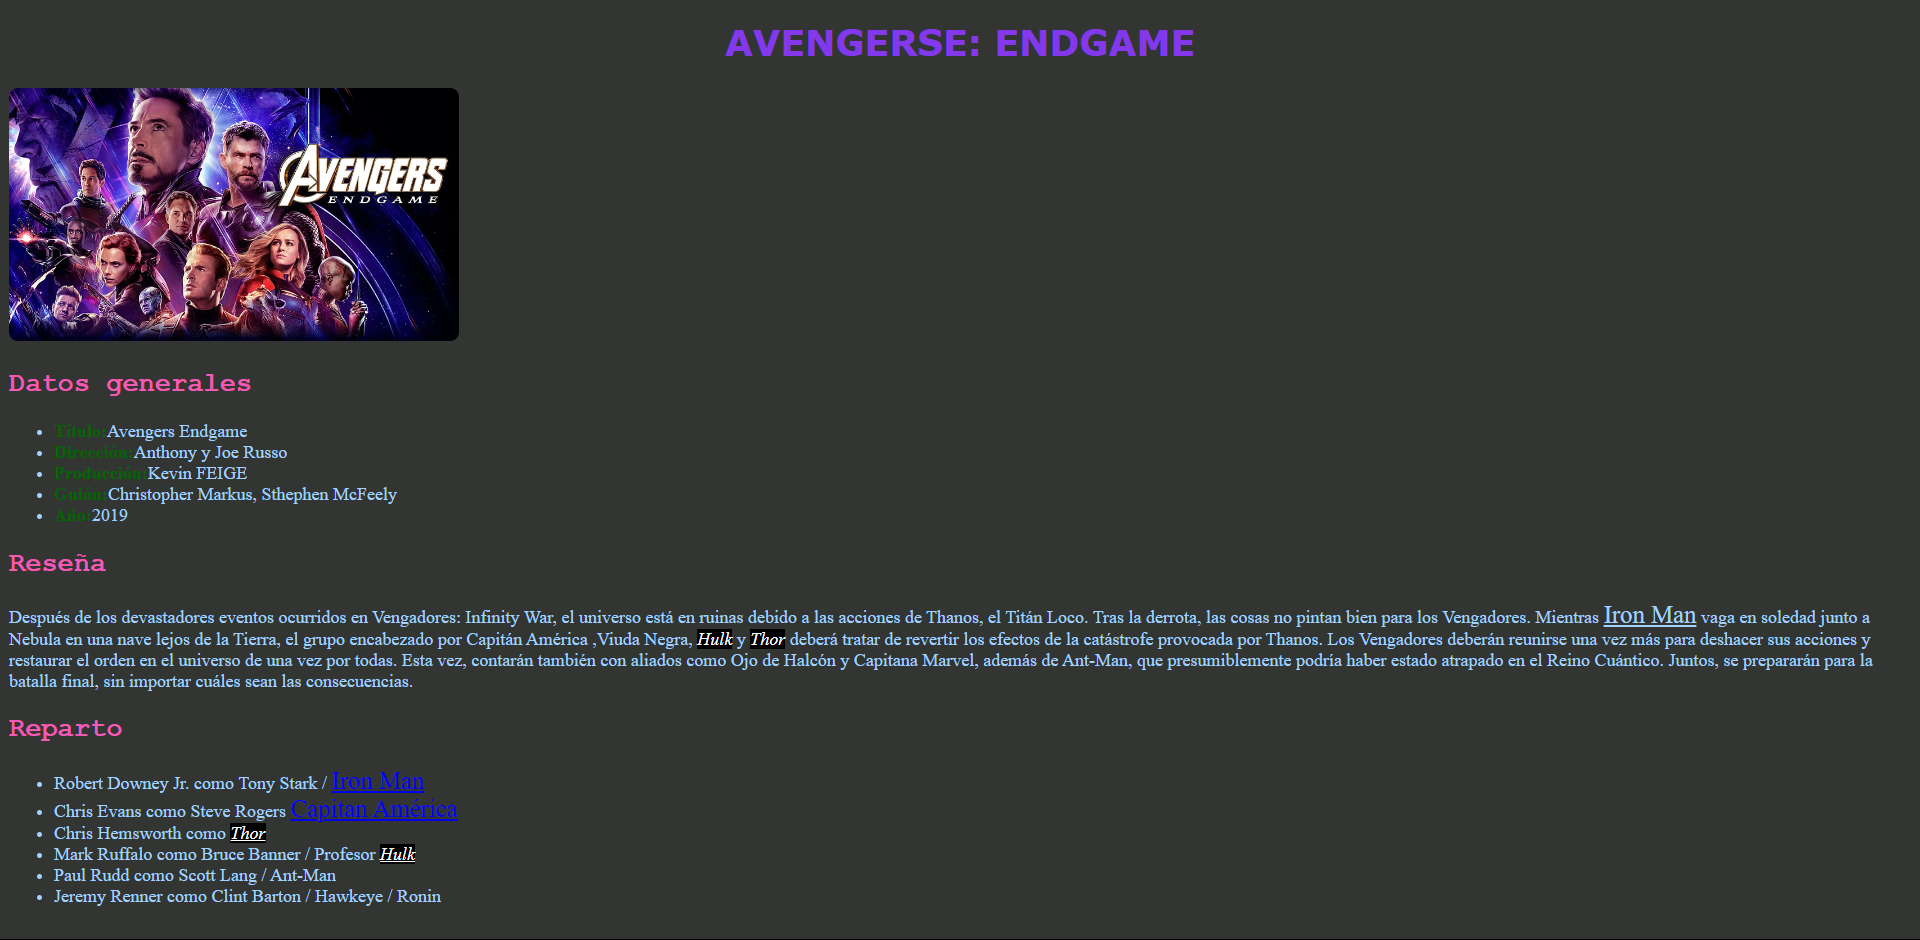 AVENGERSE: ENDGAME
AVENGERS
ENDGAME
Datos generales
Título:Avengers Endgame
Dirección:Anthony y Joe Russo
Producción:Kevin FEIGE
Guión:Christopher Markus, Sthephen McFeely
Año:2019
Reseña
Después de los devastadores eventos ocurridos en Vengadores: Infinity War, el universo está en ruinas debido a las acciones de Thanos, el Titán Loco. Tras la derrota, las cosas no pintan bien para los Vengadores. Mientras Iron Man vaga en soledad junto a
Nebula en una nave lejos de la Tierra, el grupo encabezado por Capitán América ,Viuda Negra, Hulk y Thor deberá tratar de revertir los efectos de la catástrofe provocada por Thanos. Los Vengadores deberán reunirse una vez más para deshacer sus acciones y
restaurar el orden en el universo de una vez por todas. Esta vez, contarán también con aliados como Ojo de Halcón y Capitana Marvel, además de Ant-Man, que presumiblemente podría haber estado atrapado en el Reino Cuántico. Juntos, se prepararán para la
batalla final, sin importar cuáles sean las consecuencias.
Reparto
Robert Downey Jr. como Tony Stark / Iron Man
Chris Evans como Steve Rogers Capitan América
Chris Hemsworth como Thor
Mark Ruffalo como Bruce Banner / Profesor Hulk
Paul Rudd como Scott Lang / Ant-Man
Jeremy Renner como Clint Barton / Hawkeye / Ronin